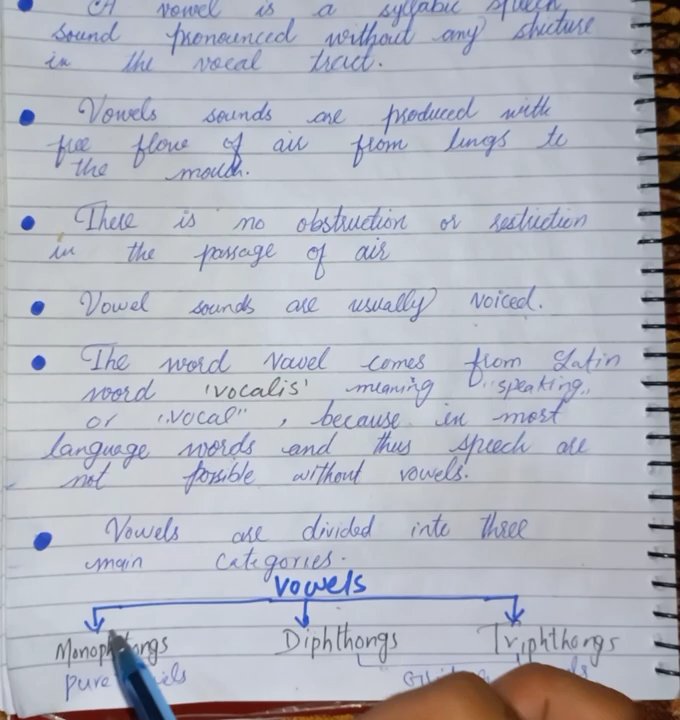 A vowel is a syllabic speech
sound pronounced without any stricture
in the vocal tract.
Vowels sounds are produced with
free flow of air from lungs to
the mouth.
There is no obstruction or restriction
in the passage of air
Vowel sounds are usually voiced.
The word Vowel comes from Latin
word 'vocalis' meaning "speaking"
or "vocal", because in most
language words and thus speech are
not possible without vowels.
Vowels are divided into three
main categories.
Vowels
Monophthongs Diphthongs Triphthongs
Pure